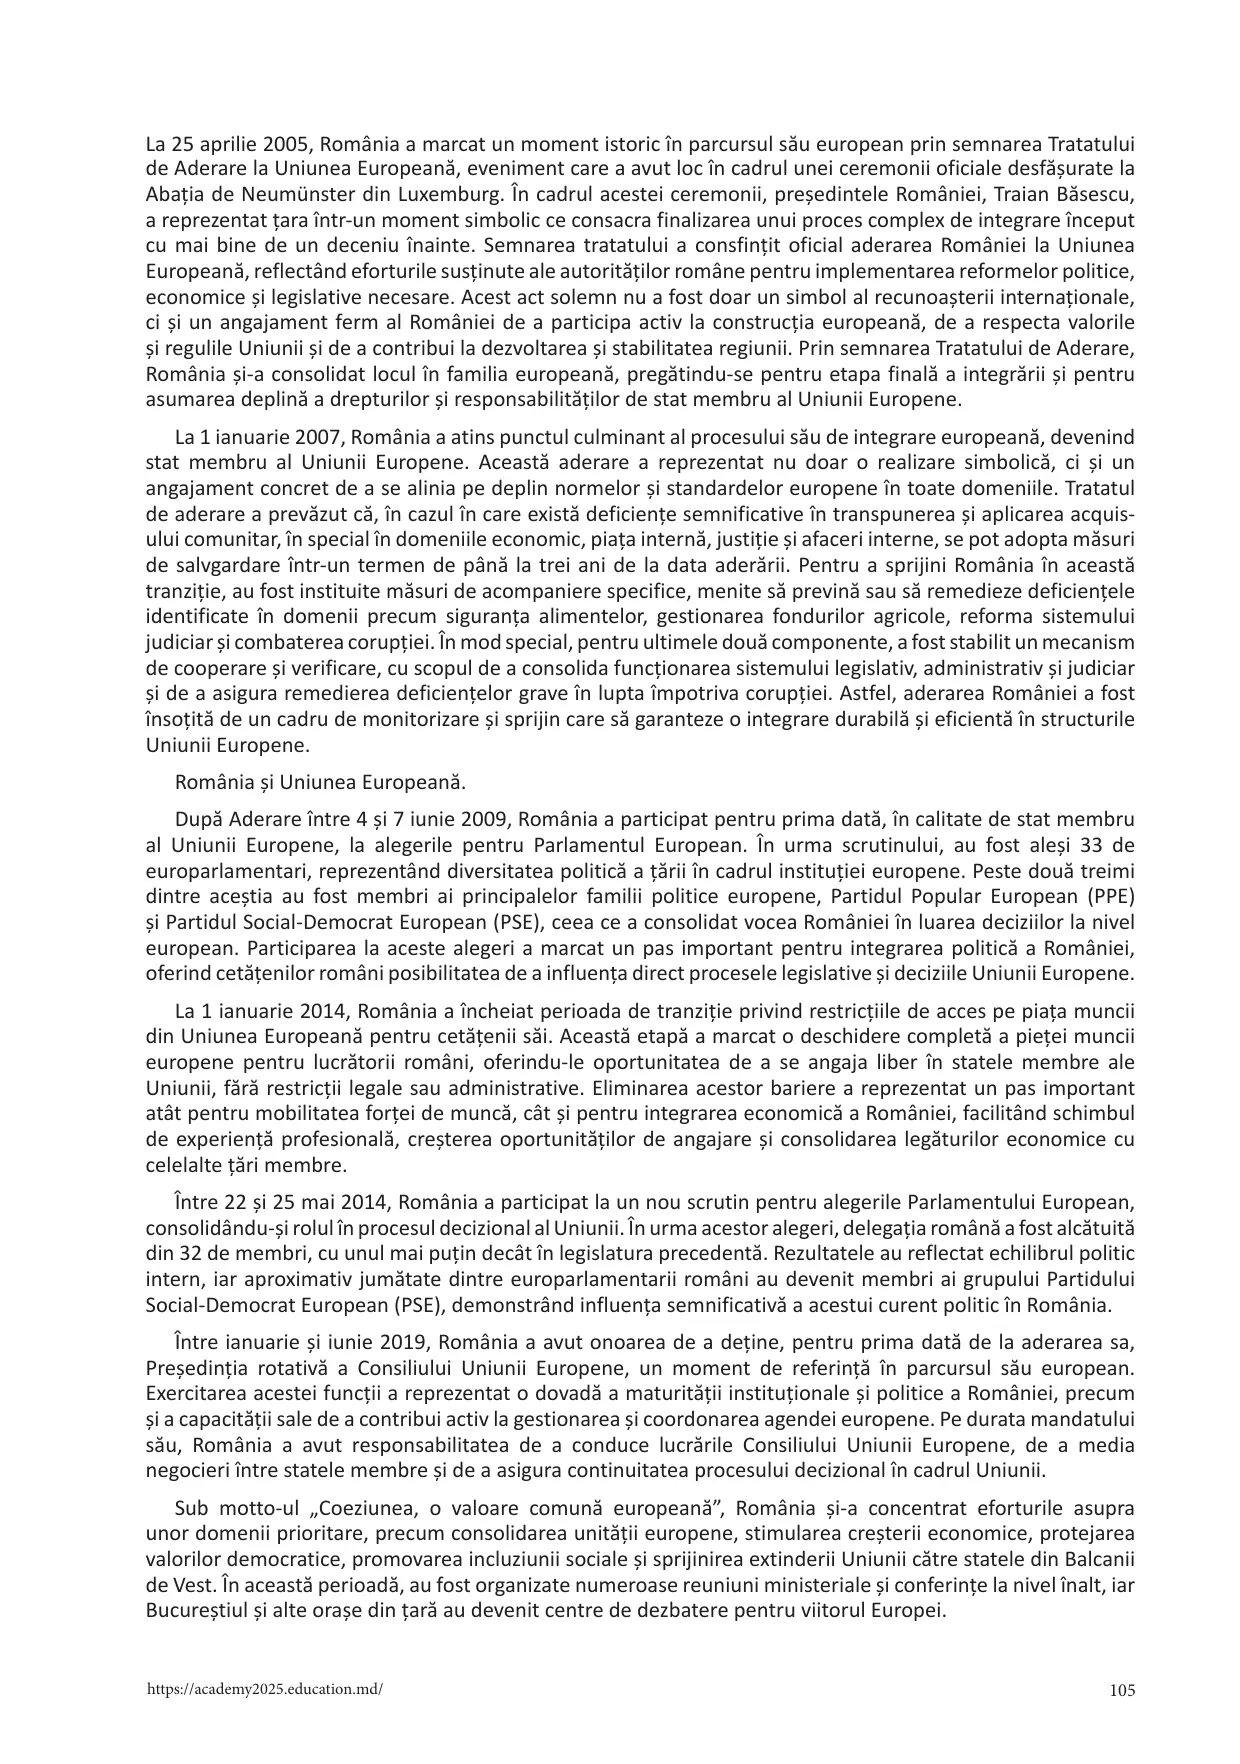 La 25 aprilie 2005, România a marcat un moment istoric în parcursul său european prin semnarea Tratatului
de Aderare la Uniunea Europeană, eveniment care a avut loc în cadrul unei ceremonii oficiale desfășurate la
Abația de Neumünster din Luxemburg. În cadrul acestei ceremonii, președintele României, Traian Băsescu,
a reprezentat țara într-un moment simbolic ce consacra finalizarea unui proces complex de integrare început
cu mai bine de un deceniu înainte. Semnarea tratatului a consfințit oficial aderarea României la Uniunea
Europeană, reflectând eforturile susținute ale autorităților române pentru implementarea reformelor politice,
economice și legislative necesare. Acest act solemn nu a fost doar un simbol al recunoașterii internaționale,
ci și un angajament ferm al României de a participa activ la construcția europeană, de a respecta valorile
și regulile Uniunii și de a contribui la dezvoltarea și stabilitatea regiunii. Prin semnarea Tratatului de Aderare,
România și-a consolidat locul în familia europeană, pregătindu-se pentru etapa finală a integrării și pentru
asumarea deplină a drepturilor și responsabilităților de stat membru al Uniunii Europene.
La 1 ianuarie 2007, România a atins punctul culminant al procesului său de integrare europeană, devenind
stat membru al Uniunii Europene. Această aderare a reprezentat nu doar o realizare simbolică, ci și un
angajament concret de a se alinia pe deplin normelor și standardelor europene în toate domeniile. Tratatul
de aderare a prevăzut că, în cazul în care există deficiențe semnificative în transpunerea și aplicarea acquis-
ului comunitar, în special în domeniile economic, piața internă, justiție și afaceri interne, se pot adopta măsuri
de salvgardare într-un termen de până la trei ani de la data aderării. Pentru a sprijini România în această
tranziție, au fost instituite măsuri de acompaniere specifice, menite să prevină sau să remedieze deficiențele
identificate în domenii precum siguranța alimentelor, gestionarea fondurilor agricole, reforma sistemului
judiciar și combaterea corupției. În mod special, pentru ultimele două componente, a fost stabilit un mecanism
de cooperare și verificare, cu scopul de a consolida funcționarea sistemului legislativ, administrativ și judiciar
și de a asigura remedierea deficiențelor grave în lupta împotriva corupției. Astfel, aderarea României a fost
însoțită de un cadru de monitorizare și sprijin care să garanteze o integrare durabilă și eficientă în structurile
Uniunii Europene.
România și Uniunea Europeană.
După Aderare între 4 și 7 iunie 2009, România a participat pentru prima dată, în calitate de stat membru
al Uniunii Europene, la alegerile pentru Parlamentul European. În urma scrutinului, au fost aleși 33 de
europarlamentari, reprezentând diversitatea politică a țării în cadrul instituției europene. Peste două treimi
dintre aceștia au fost membri ai principalelor familii politice europene, Partidul Popular European (PPE)
și Partidul Social-Democrat European (PSE), ceea ce a consolidat vocea României în luarea deciziilor la nivel
european. Participarea la aceste alegeri a marcat un pas important pentru integrarea politică a României,
oferind cetățenilor români posibilitatea de a influența direct procesele legislative și deciziile Uniunii Europene.
La 1 ianuarie 2014, România a încheiat perioada de tranziție privind restricțiile de acces pe piața muncii
din Uniunea Europeană pentru cetățenii săi. Această etapă a marcat o deschidere completă a pieței muncii
europene pentru lucrătorii români, oferindu-le oportunitatea de a se angaja liber în statele membre ale
Uniunii, fără restricții legale sau administrative. Eliminarea acestor bariere a reprezentat un pas important
atât pentru mobilitatea forței de muncă, cât și pentru integrarea economică a României, facilitând schimbul
de experiență profesională, creșterea oportunităților de angajare și consolidarea legăturilor economice cu
celelalte țări membre.
Între 22 și 25 mai 2014, România a participat la un nou scrutin pentru alegerile Parlamentului European,
consolidându-și rolul în procesul decizional al Uniunii. În urma acestor alegeri, delegația română a fost alcătuită
din 32 de membri, cu unul mai puțin decât în legislatura precedentă. Rezultatele au reflectat echilibrul politic
intern, iar aproximativ jumătate dintre europarlamentarii români au devenit membri ai grupului Partidului
Social-Democrat European (PSE), demonstrând influența semnificativă a acestui curent politic în România.
Între ianuarie și iunie 2019, România a avut onoarea de a deține, pentru prima dată de la aderarea sa,
Președinția rotativă a Consiliului Uniunii Europene, un moment de referință în parcursul său european.
Exercitarea acestei funcții a reprezentat o dovadă a maturității instituționale și politice a României, precum
și a capacității sale de a contribui activ la gestionarea și coordonarea agendei europene. Pe durata mandatului
său, România a avut responsabilitatea de a conduce lucrările Consiliului Uniunii Europene, de a media
negocieri între statele membre și de a asigura continuitatea procesului decizional în cadrul Uniunii.
Sub motto-ul „Coeziunea, o valoare comună europeană”, România și-a concentrat eforturile asupra
unor domenii prioritare, precum consolidarea unității europene, stimularea creșterii economice, protejarea
valorilor democratice, promovarea incluziunii sociale și sprijinirea extinderii Uniunii către statele din Balcanii
de Vest. În această perioadă, au fost organizate numeroase reuniuni ministeriale și conferințe la nivel înalt, iar
Bucureștiul și alte orașe din țară au devenit centre de dezbatere pentru viitorul Europei.
https://academy2025.education.md/
105